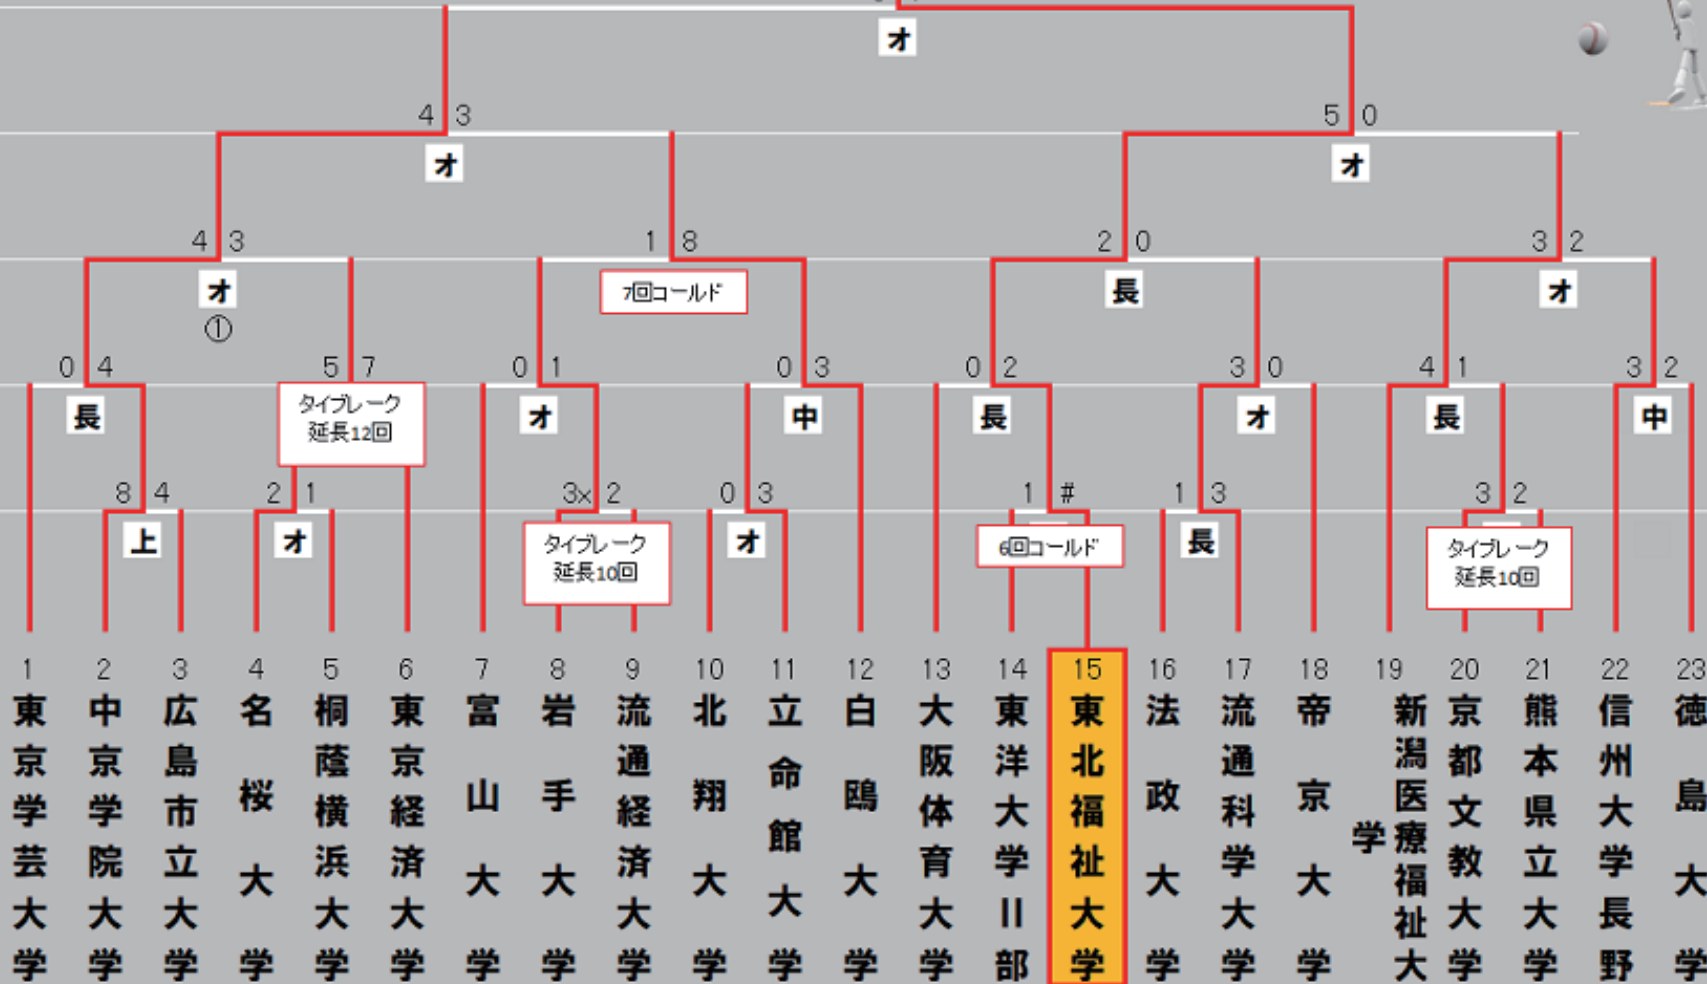 オ
4 3
5 0
オ
オ
4 3
1 8
2 0
3 2
オ
7回コールド
長
オ
①
0 4
5 7
0 1
0 3
0 2
3 0
4 1
3 2
長
タイブレーク
延長12回
オ
中
長
オ
長
中
8 4
2 1
3× 2
0 3
1 #
1 3
3 2
上
オ
タイブレーク
延長10回
オ
6回コールド
長
タイブレーク
延長10回
1
東京学芸大学
2
中京学院大学
3
広島市立大学
4
名桜大学
5
桐蔭横浜大学
6
東京経済大学
7
富山大学
8
岩手大学
9
流通経済大学
10
北翔大学
11
立命館大学
12
白鴎大学
13
大阪体育大学
14
東洋大学II部
15
東北福祉大学
16
法政大学
17
流通科学大学
18
帝京大学
19
新潟医療福祉大
学
20
京都文教大学
21
熊本県立大学
22
信州大学長野
23
徳島大学